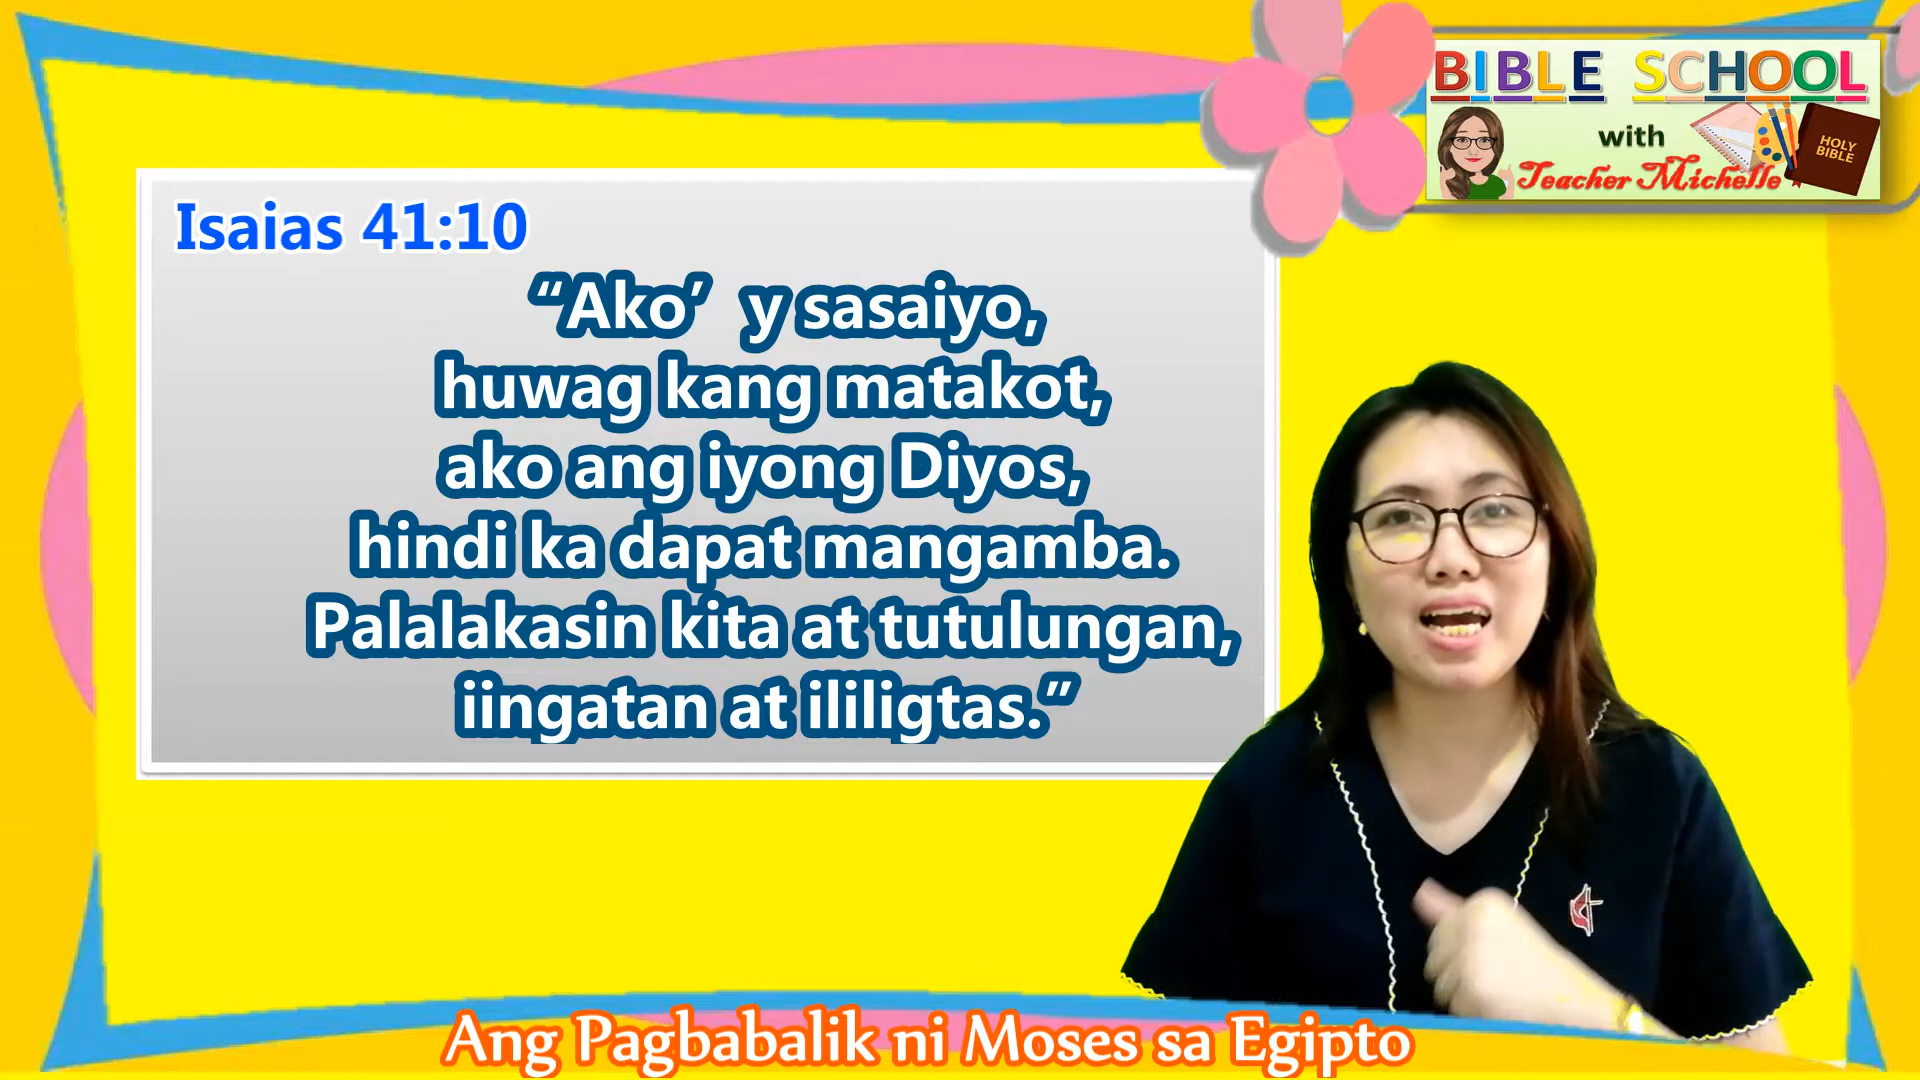 BIBLE SCHOOL
with
Teacher Michelle
HOLY
BIBLE
Isaias 41:10
“Ako’ y sasaiyo,
huwag kang matakot,
ako ang iyong Diyos,
hindi ka dapat mangamba.
Palalakasin kita at tutulungan,
iingatan at ililigtas.”
Ang Pagbabalik ni Moses sa Egipto